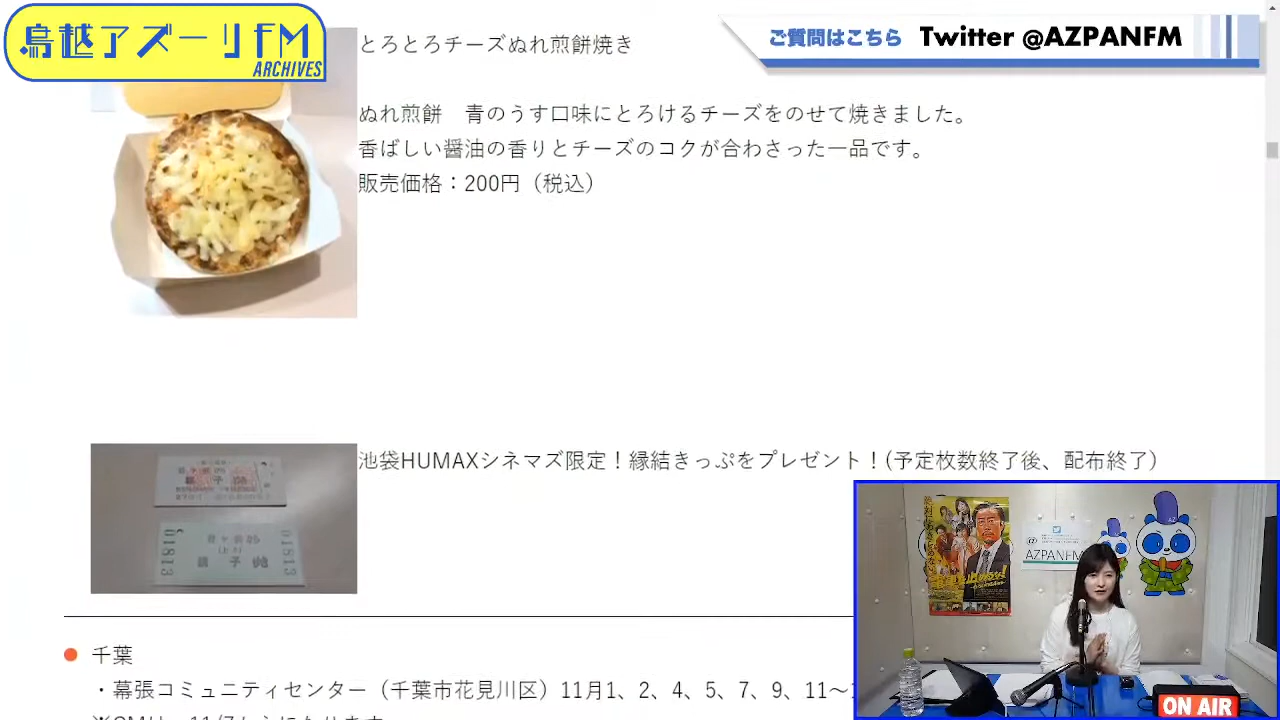 鳥越アズーリFM
ARCHIVES
ご質問はこちら Twitter @AZPANFM
とろとろチーズぬれ煎餅焼き
ぬれ煎餅 青のうす口味にとろけるチーズをのせて焼きました。
香ばしい醤油の香りとチーズのコクが合わさった一品です。
販売価格：200円（税込）
池袋HUMAXシネマズ限定！縁結きっぷをプレゼント！(予定枚数終了後、配布終了)
銚子
01813
01813
AZPANFM
ON AIR
千葉
・幕張コミュニティセンター（千葉市花見川区）11月1、2、4、5、7、9、11～